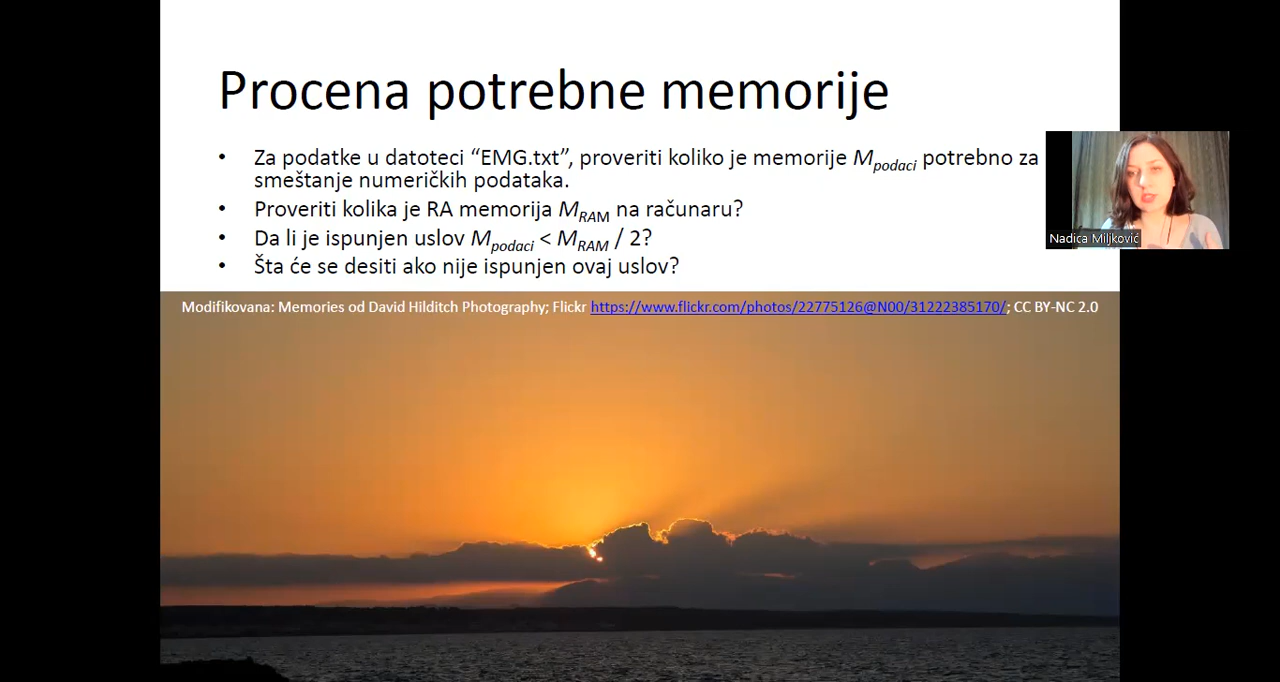 Procena potrebne memorije
• Za podatke u datoteci “EMG.txt”, proveriti koliko je memorije Mpodaci potrebno za
smeštanje numeričkih podataka.
• Proveriti kolika je RA memorija MRAM na računaru?
• Da li je ispunjen uslov Mpodaci < MRAM / 2?
• Šta će se desiti ako nije ispunjen ovaj uslov?
Nadica Miljković
Modifikovana: Memories od David Hilditch Photography; Flickr https://www.flickr.com/photos/22775126@N00/31222385170/; CC BY-NC 2.0